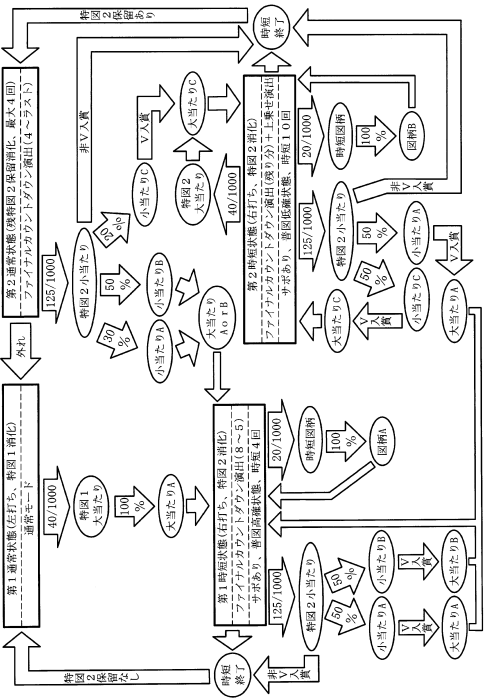 特図２保留あり
時短
終了
特図２保留なし
時短
終了
第１通常状態(左打ち、特図１消化)
通常モード
40/1000
特図１
大当たり
100
%
大当たりA
外れ
第２通常状態(残特図２保留消化、最大４回)
ファイナルカウントダウン演出(４～ラスト)
125/1000
特図２小当たり
30
%
50
%
20
%
小当たりA
小当たりB
小当たりC
大当たり
AorB
非V入賞
V入賞
大当たりC
特図２
大当たり
40/1000
第１時短状態(右打ち、特図２消化)
ファイナルカウントダウン演出(８～５)
サポあり、普図高確状態、時短４回
125/1000
20/1000
特図２小当たり
時短図柄
100
%
図柄A
非V
入賞
50
%
50
%
小当たりA
小当たりB
V
入賞
V
入賞
大当たりA
大当たりB
第２時短状態(右打ち、特図２消化)
ファイナルカウントダウン演出(残り分)＋上乗せ演出
サポあり、普図低確状態、時短１０回
125/1000
20/1000
特図２小当たり
時短図柄
100
%
図柄B
非V
入賞
50
%
50
%
小当たりC
小当たりA
V
入賞
V入賞
大当たりC
大当たりA